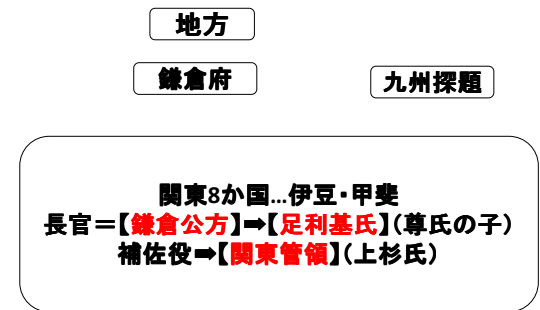 地方
鎌倉府
九州探題
関東8か国...伊豆・甲斐
長官＝【鎌倉公方】➡【足利基氏】(尊氏の子)
補佐役➡【関東管領】(上杉氏)